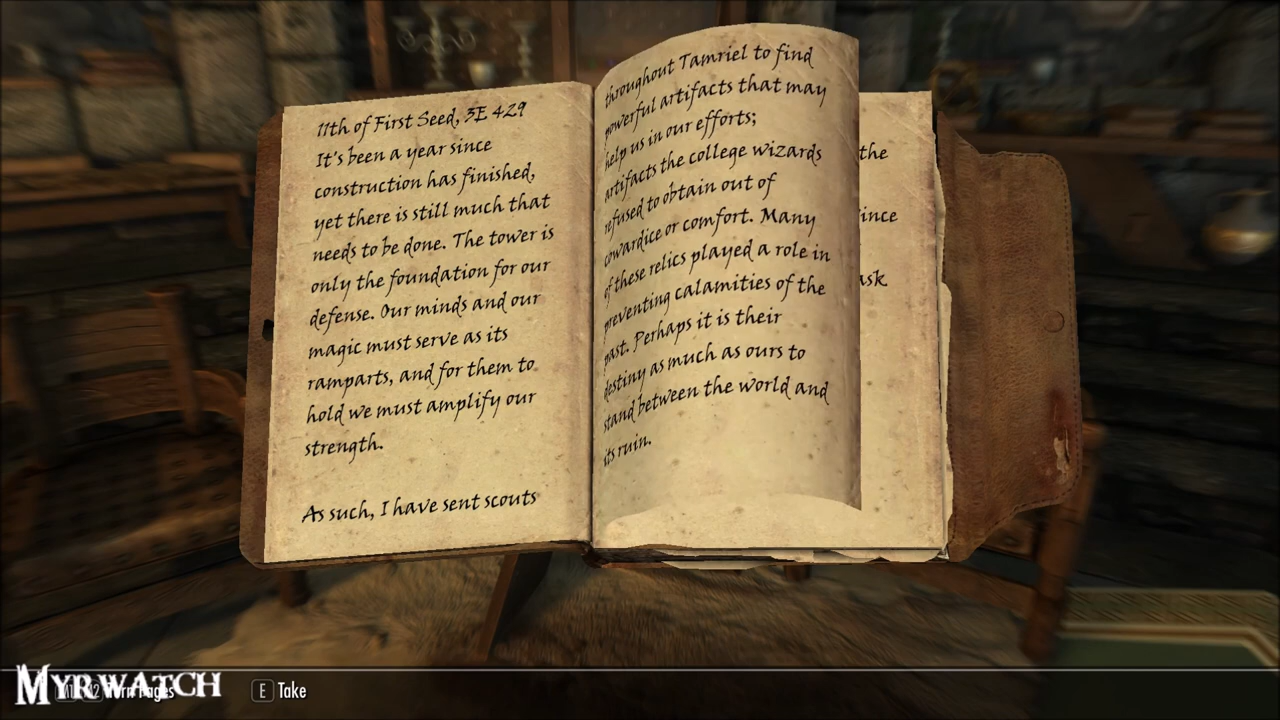 11th of First Seed, 3E 429
It's been a year since
construction has finished,
yet there is still much that
needs to be done. The tower is
only the foundation for our
defense. Our minds and our
magic must serve as its
ramparts, and for them to
hold we must amplify our
strength.
As such, I have sent scouts
throughout Tamriel to find
powerful artifacts that may
help us in our efforts;
artifacts the college wizards
refused to obtain out of
cowardice or comfort. Many
of these relics played a role in
preventing calamities of the
past. Perhaps it is their
destiny as much as ours to
stand between the world and
its ruin.
the
ince
ask
MYRWATCH
Turn Pages
E Take